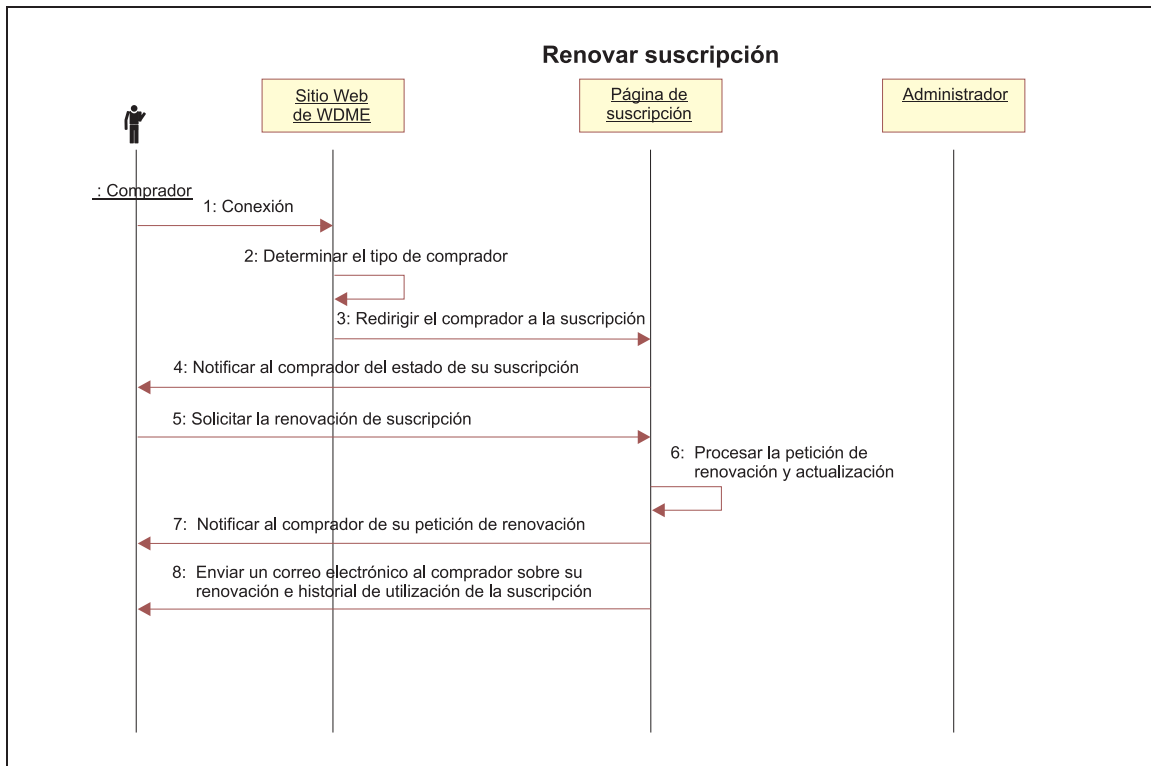 Renovar suscripción
Sitio Web
de WDME
Página de
suscripción
Administrador
: Comprador
1: Conexión
2: Determinar el tipo de comprador
3: Redirigir el comprador a la suscripción
4: Notificar al comprador del estado de su suscripción
5: Solicitar la renovación de suscripción
6: Procesar la petición de
renovación y actualización
7: Notificar al comprador de su petición de renovación
8: Enviar un correo electrónico al comprador sobre su
renovación e historial de utilización de la suscripción